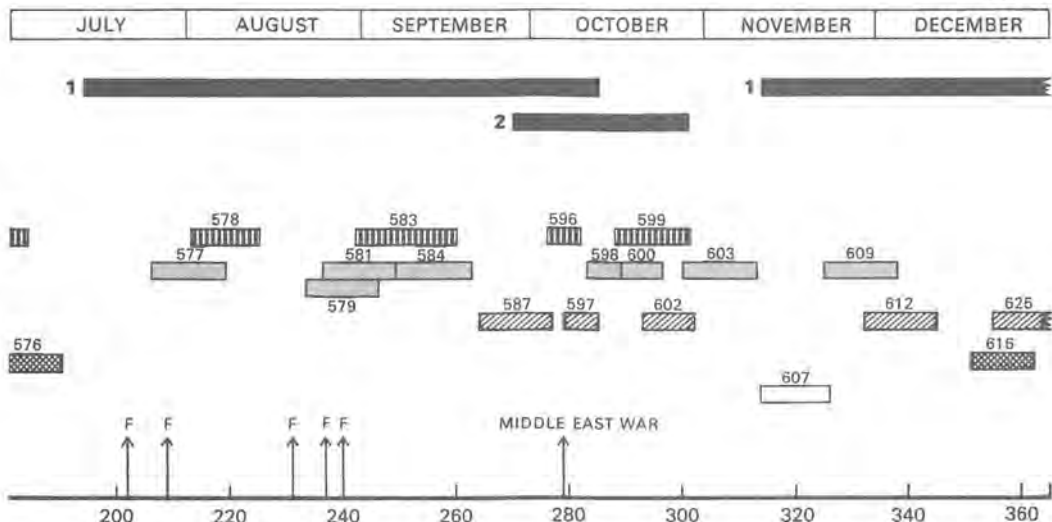 JULY AUGUST SEPTEMBER OCTOBER NOVEMBER DECEMBER
1 1
2
578 583 596 599
577 581 584 598 600 603 609
579
587 597 602 612 625
576 616
607
F F F F F MIDDLE EAST WAR
200 220 240 260 280 300 320 340 360